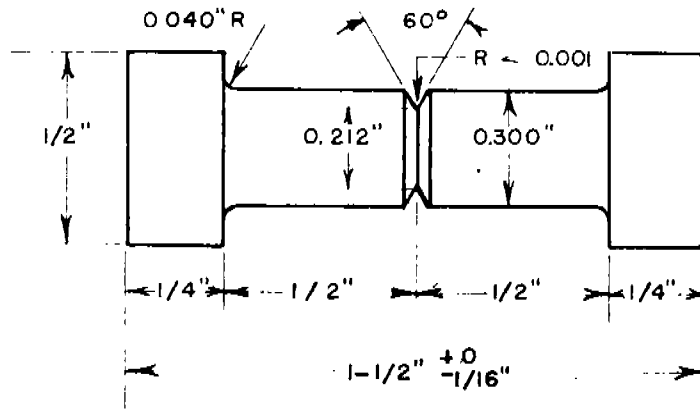 0.040" R
60°
R < 0.001
1/2"
0.212"
0.300"
1/4"
1/2"
1/2"
1/4"
1-1/2" +0 -1/16"